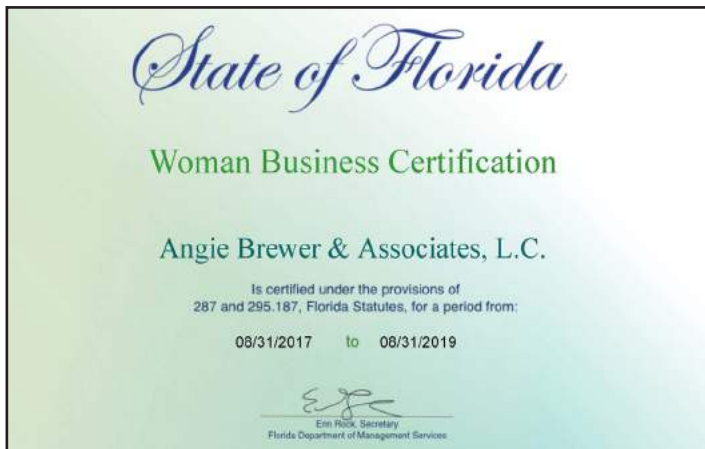 State of Florida
Woman Business Certification
Angie Brewer & Associates, L.C.
Is certified under the provisions of
287 and 295.187, Florida Statutes, for a period from:
08/31/2017 to 08/31/2019
Erin Rock, Secretary
Florida Department of Management Services